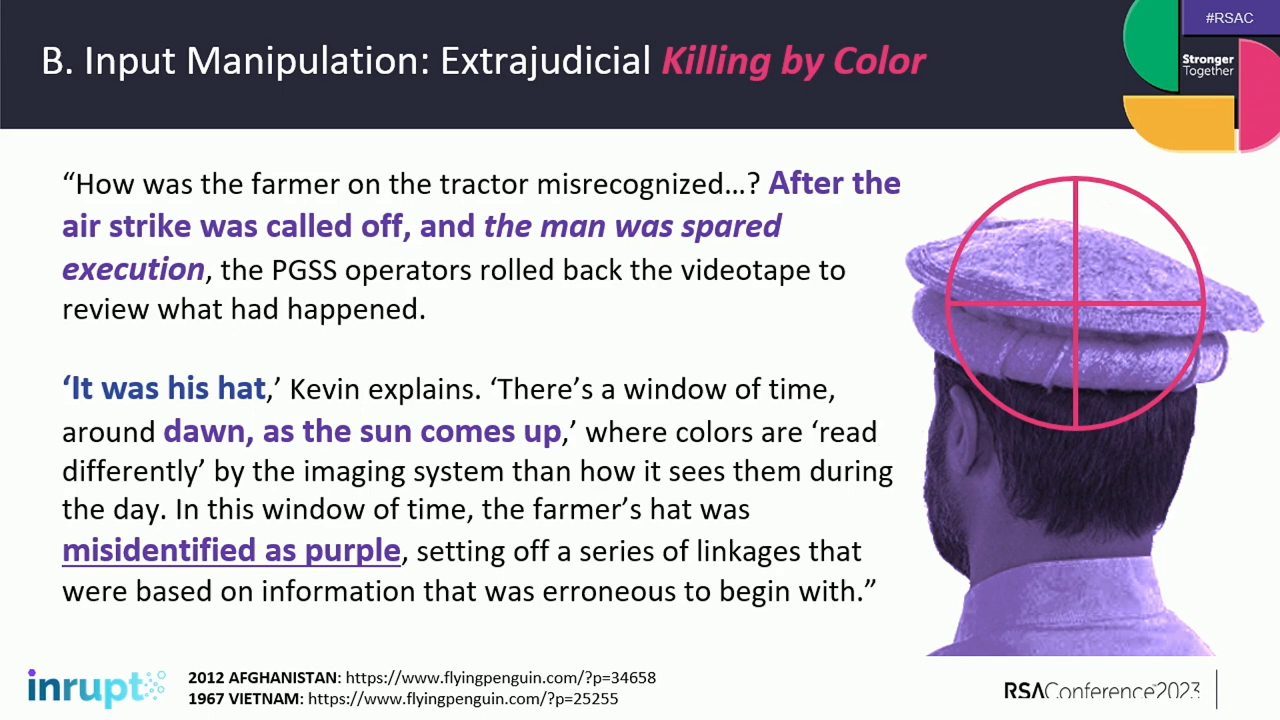 #RSAC
B. Input Manipulation: Extrajudicial Killing by Color
Stronger
Together
“How was the farmer on the tractor misrecognized…? After the
air strike was called off, and the man was spared
execution, the PGSS operators rolled back the videotape to
review what had happened.
‘It was his hat,’ Kevin explains. ‘There’s a window of time,
around dawn, as the sun comes up,’ where colors are ‘read
differently’ by the imaging system than how it sees them during
the day. In this window of time, the farmer’s hat was
misidentified as purple, setting off a series of linkages that
were based on information that was erroneous to begin with.”
inrupt
2012 AFGHANISTAN: https://www.flyingpenguin.com/?p=34658
1967 VIETNAM: https://www.flyingpenguin.com/?p=25255
RSAConference™2023